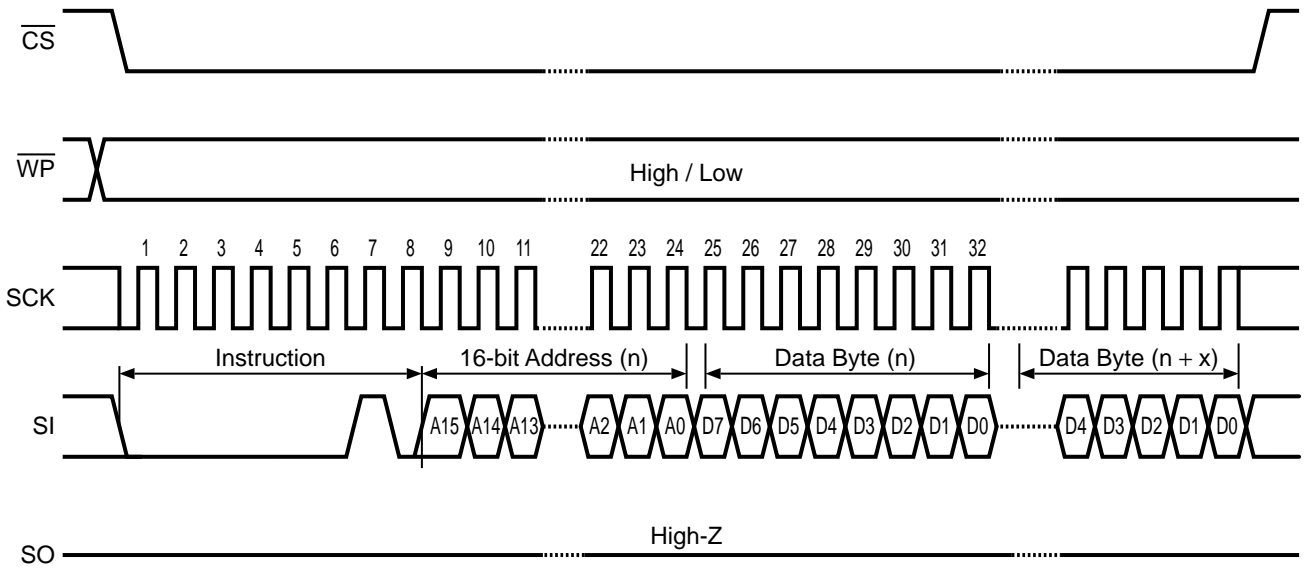 CS
WP
High / Low
1 2 3 4 5 6 7 8 9 10 11 22 23 24 25 26 27 28 29 30 31 32
SCK
Instruction 16-bit Address (n) Data Byte (n) Data Byte (n + x)
SI A15 A14 A13 A2 A1 A0 D7 D6 D5 D4 D3 D2 D1 D0 D4 D3 D2 D1 D0
High-Z
SO